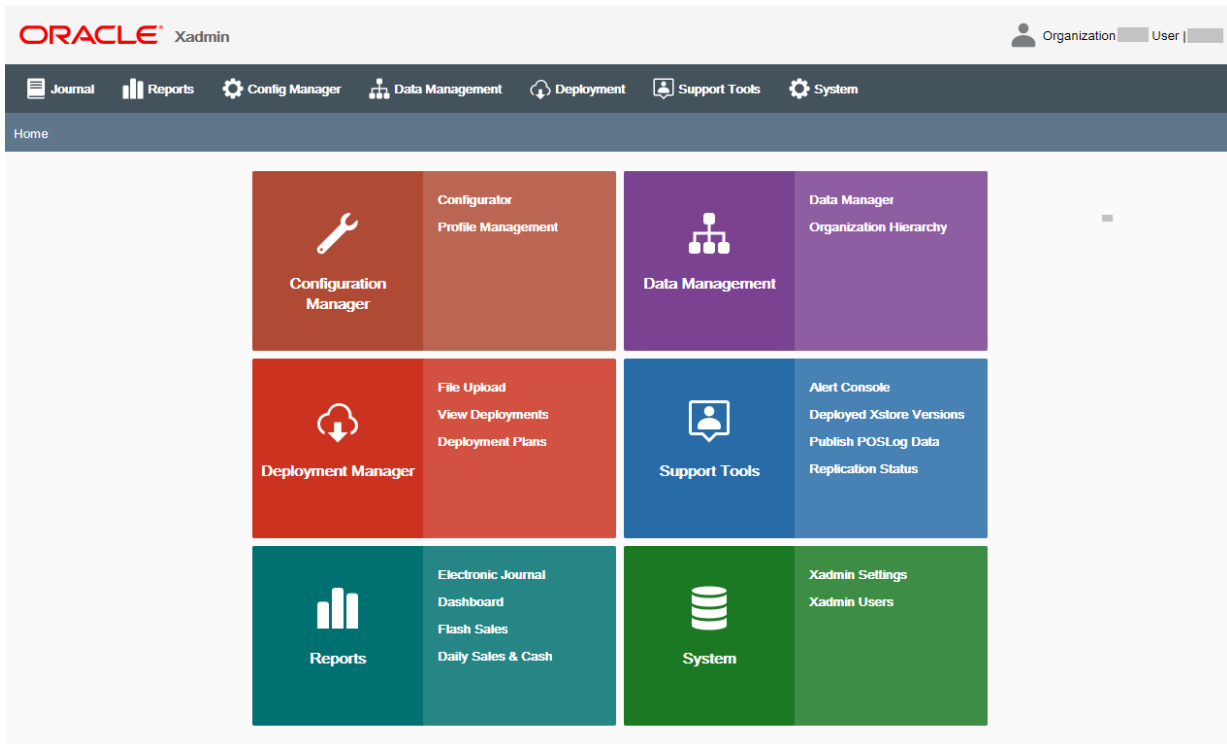 ORACLE® Xadmin
Organization User |
Journal Reports Config Manager Data Management Deployment Support Tools System
Home
Configuration
Manager
Configurator
Profile Management
Data Management
Data Manager
Organization Hierarchy
Deployment Manager
File Upload
View Deployments
Deployment Plans
Support Tools
Alert Console
Deployed Xstore Versions
Publish POSLog Data
Replication Status
Reports
Electronic Journal
Dashboard
Flash Sales
Daily Sales & Cash
System
Xadmin Settings
Xadmin Users